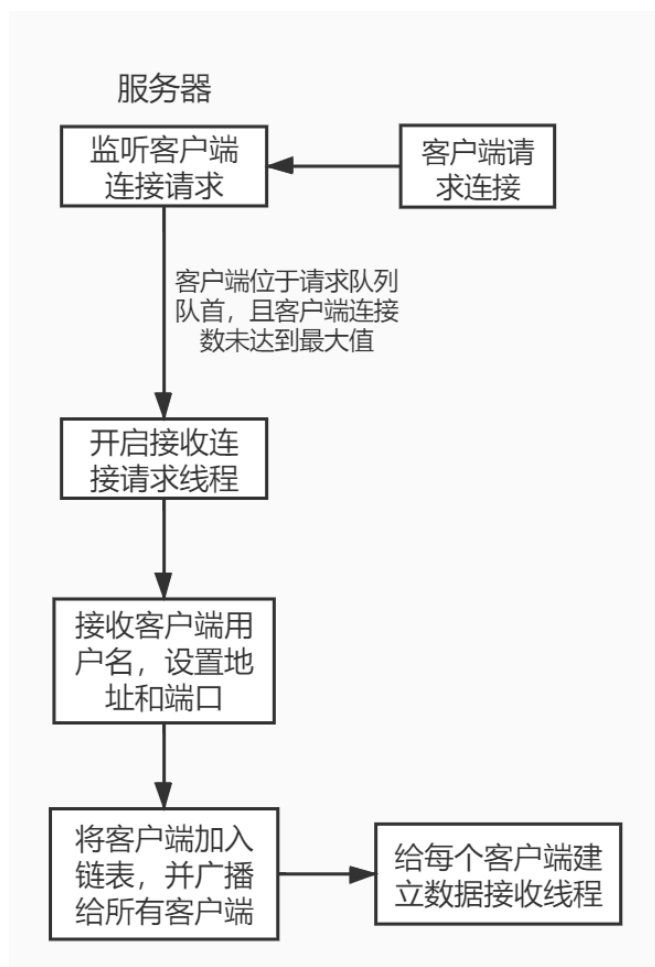 服务器
监听客户端
连接请求
客户端请
求连接
客户端位于请求队列
队首，且客户端连接
数未达到最大值
开启接收连
接请求线程
接收客户端用
户名，设置地
址和端口
将客户端加入
链表，并广播
给所有客户端
给每个客户端建
立数据接收线程